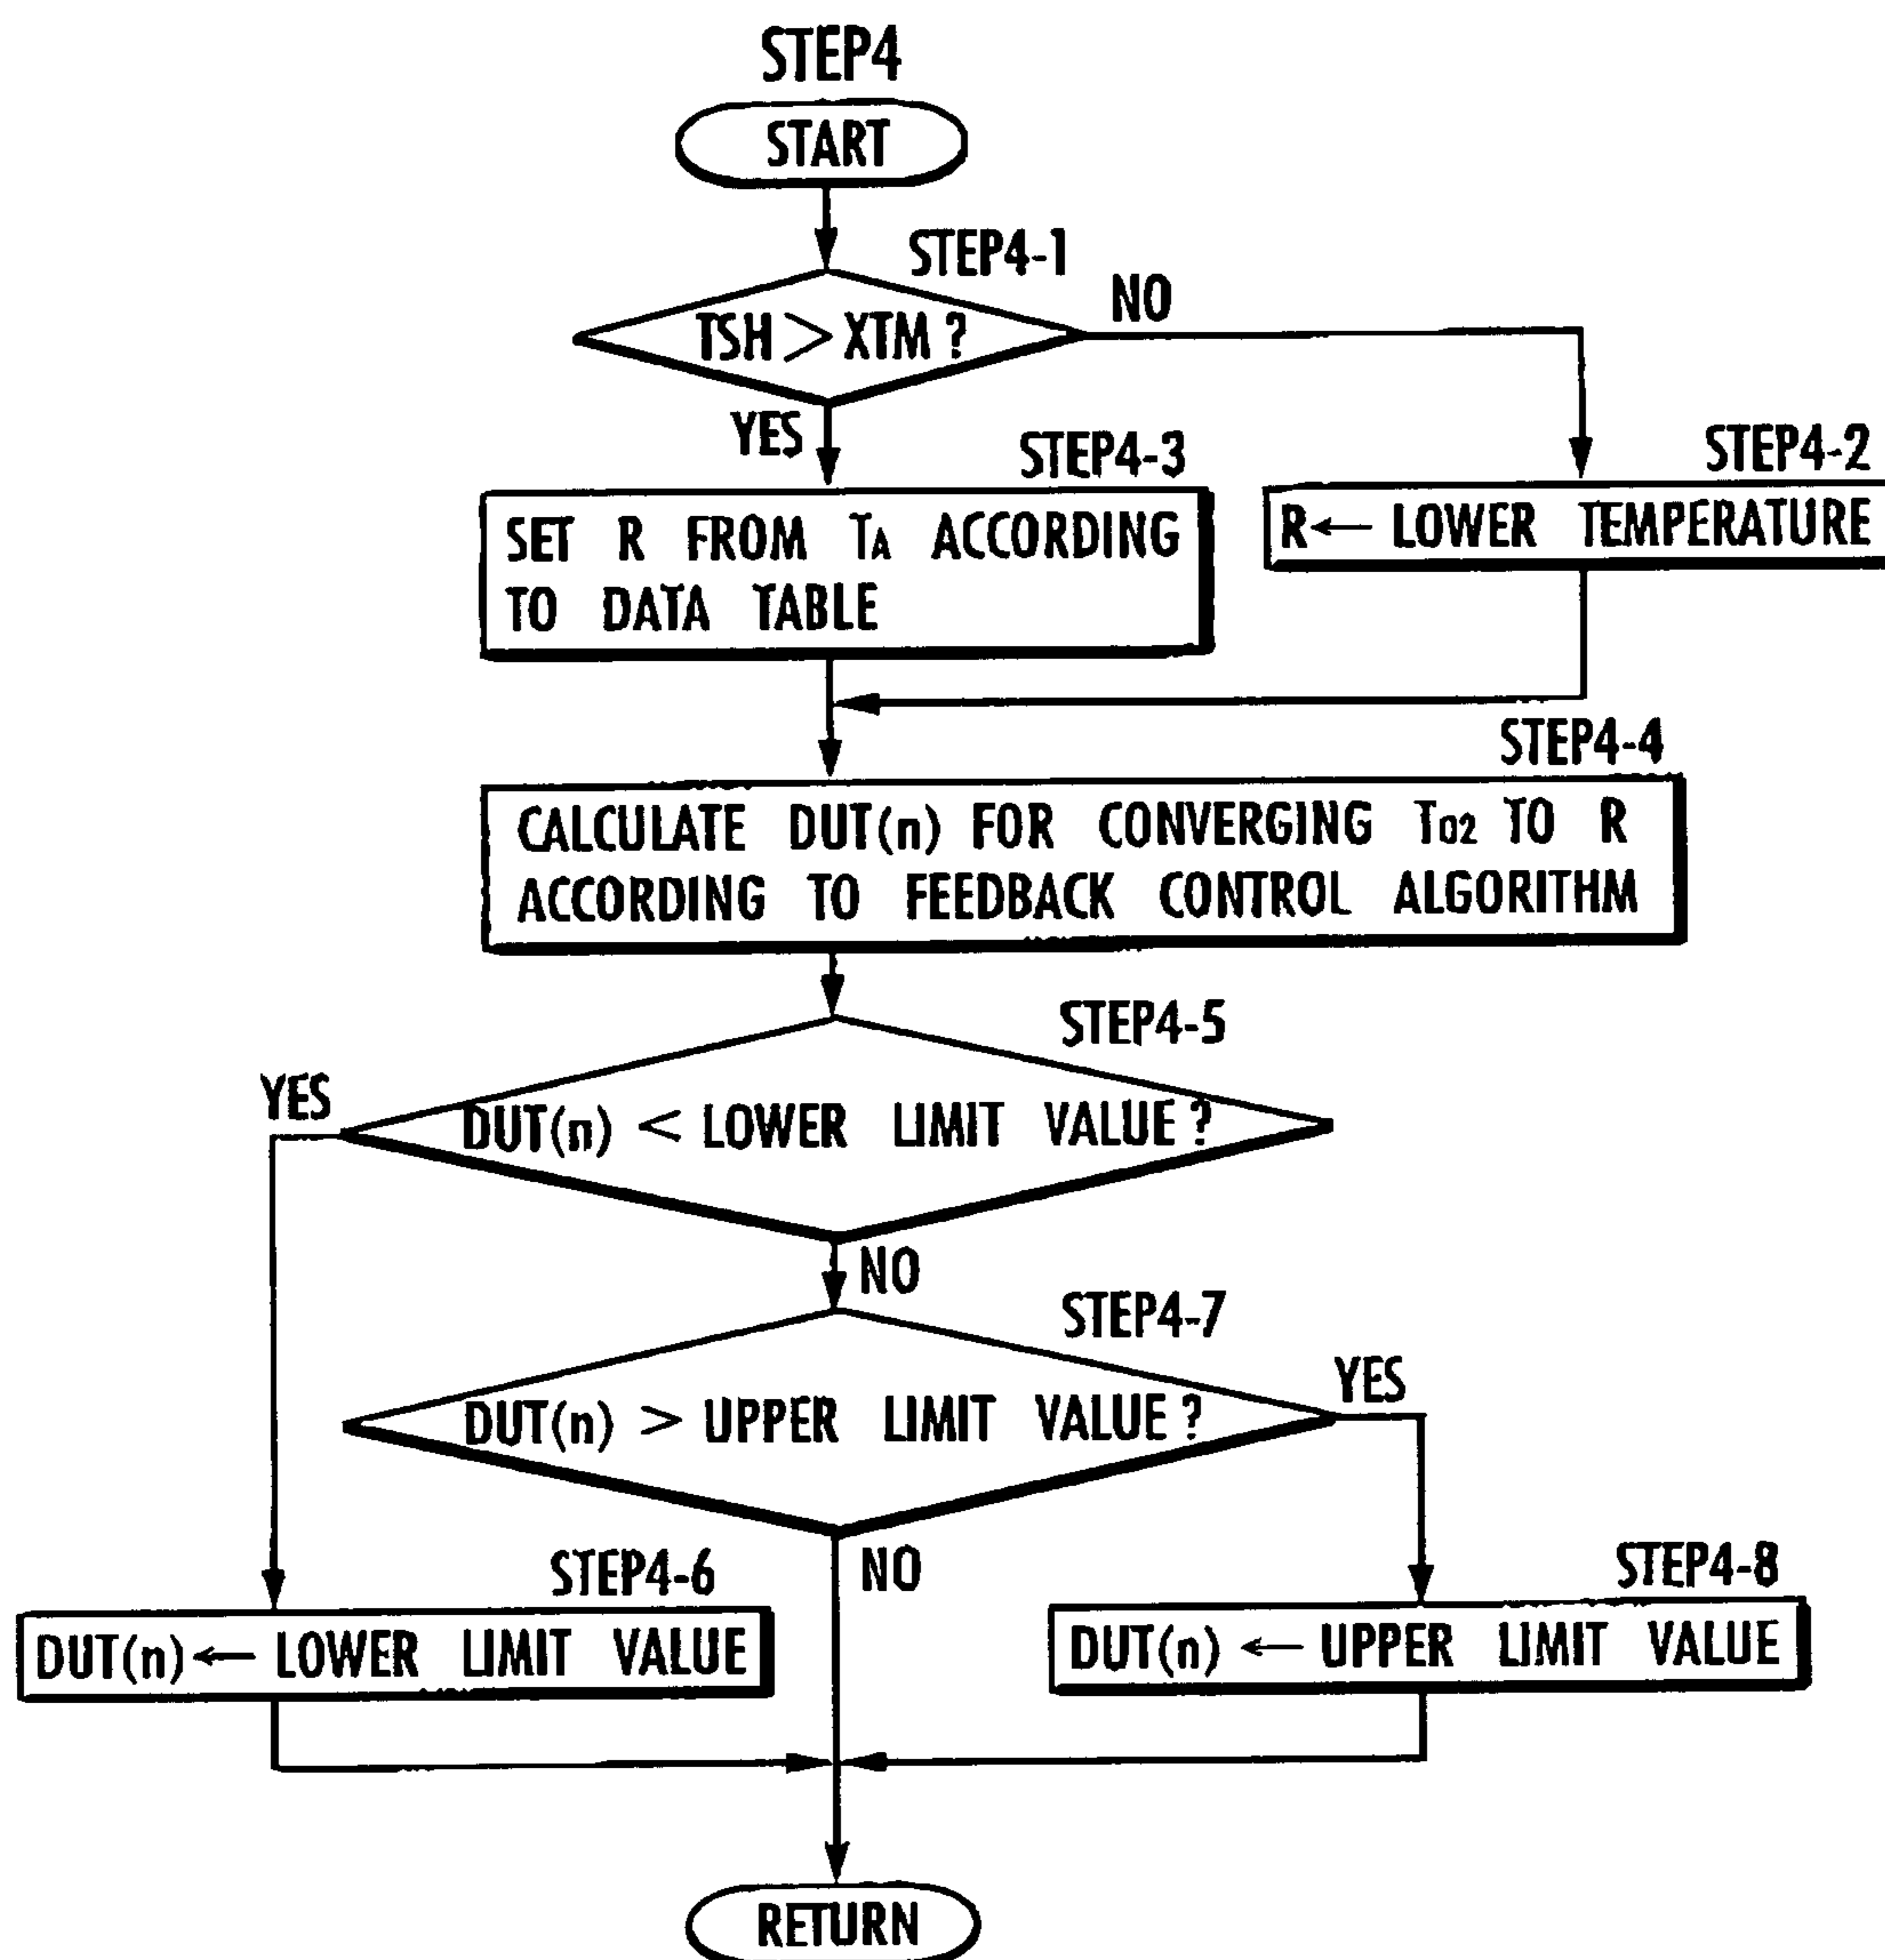 STEP4
START
STEP4-1
TSH>XTM?
NO
YES
STEP4-3
STEP4-2
SET R FROM TA ACCORDING
TO DATA TABLE
R← LOWER TEMPERATURE
STEP4-4
CALCULATE DUT(n) FOR CONVERGING TO2 TO R
ACCORDING TO FEEDBACK CONTROL ALGORITHM
STEP4-5
YES
DUT(n) < LOWER LIMIT VALUE?
NO
STEP4-7
YES
DUT(n) > UPPER LIMIT VALUE?
NO
STEP4-6
STEP4-8
DUT(n)← LOWER LIMIT VALUE
DUT(n) ← UPPER LIMIT VALUE
RETURN